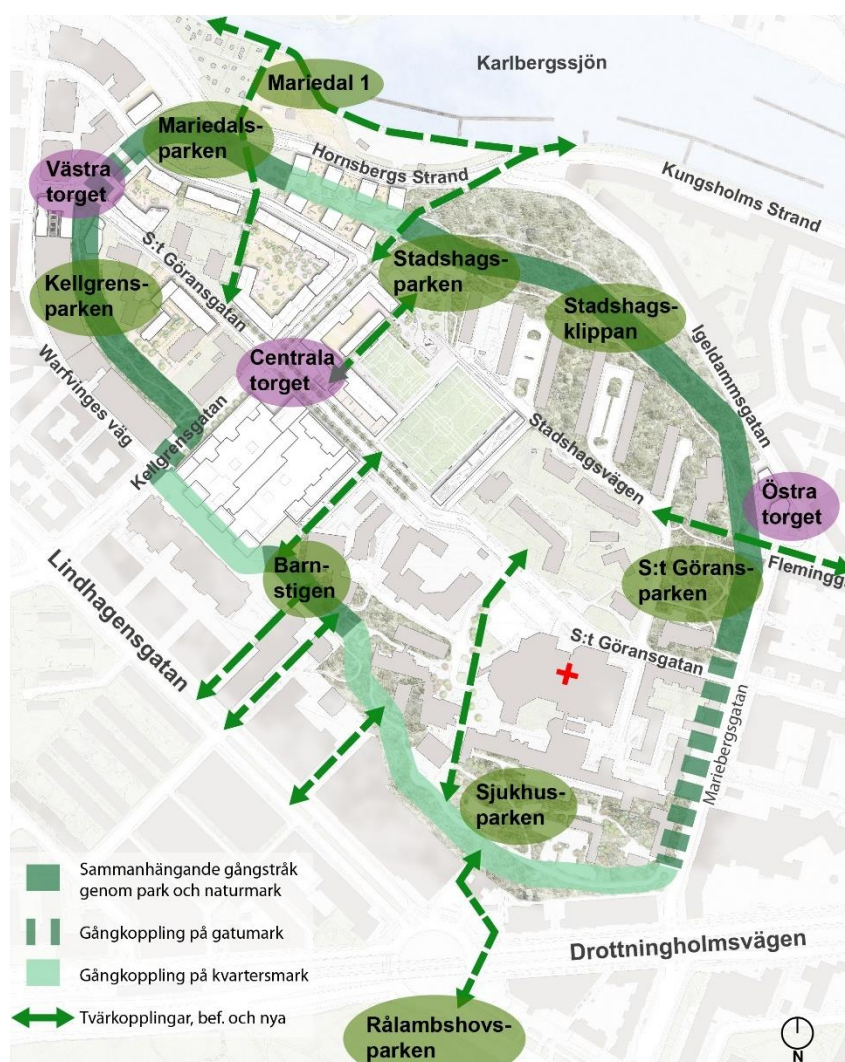 Karlbergssjön
Mariedal 1
Mariedals-
parken
Hornsbergs Strand
Kungsholms Strand
Västra
torget
S:t Göransgatan
Stadshags-
parken
Kellgrens-
parken
Stadshags-
klippan
Igeldammsgatan
Centrala
torget
Warfvinges väg
Kellgrensgatan
Stadshagsvägen
Östra
torget
Barn-
stigen
S:t Görans-
parken
Flemingga
Lindhagensgatan
S:t Göransgatan
Mariebergsgatan
Sjukhus-
parken
Sammanhängande gångstråk
genom park och naturmark
Gångkoppling på gatumark
Drottningholmsvägen
Gångkoppling på kvartersmark
Tvärkopplingar, bef. och nya
Rålambshovs-
parken
N